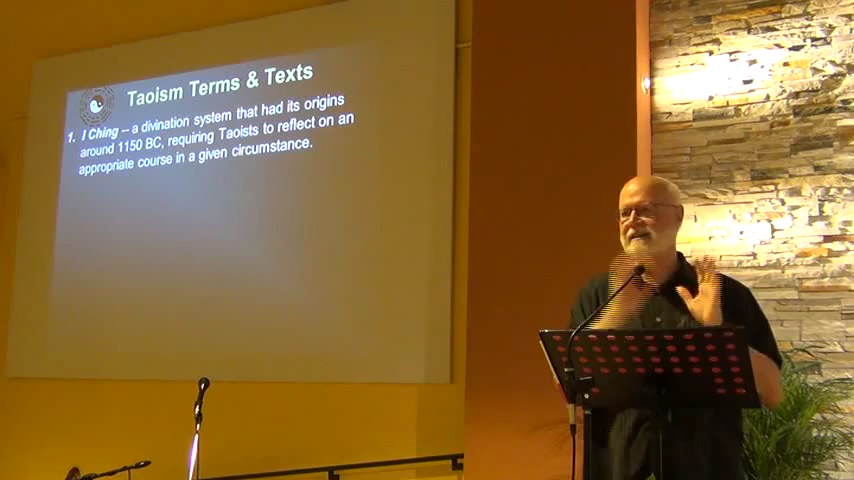 Taoism Terms & Texts
1. I Ching – a divination system that had its origins
around 1150 BC, requiring Taoists to reflect on an
appropriate course in a given circumstance.